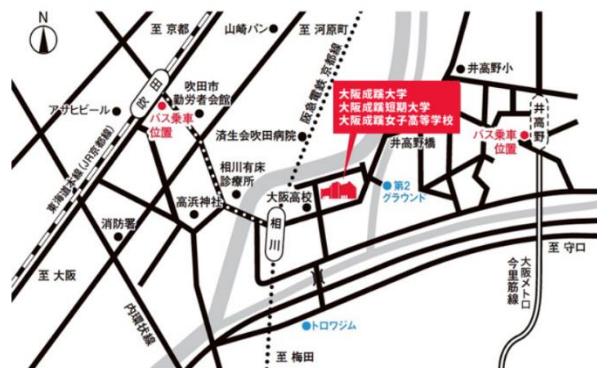 N
至 京都
山崎パン
至 河原町
阪急電鉄 京都線
井高野小
吹田
吹田市
勤労者会館
大阪成蹊大学
大阪成蹊短期大学
大阪成蹊女子高等学校
アサヒビール
バス乗車
位置
済生会吹田病院
井高野橋
バス乗車
位置
井高野
東海道本線(JR京都線)
相川有床
診療所
第2
グラウンド
高浜神社
大阪高校
消防署
相川
至 守口
至 大阪
大阪メトロ
今里筋線
内環状線
トロワジム
至 梅田